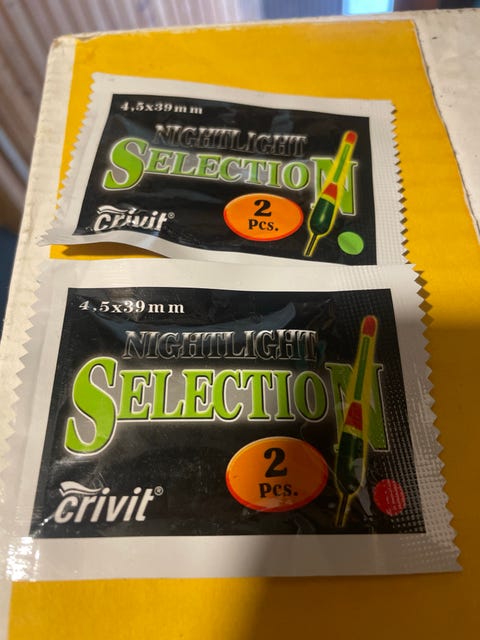 4,5x39mm
NIGHTLIGHT
SELECTION
2
Pcs.
crivit®
4,5x39mm
NIGHTLIGHT
SELECTION
2
Pcs.
crivit®